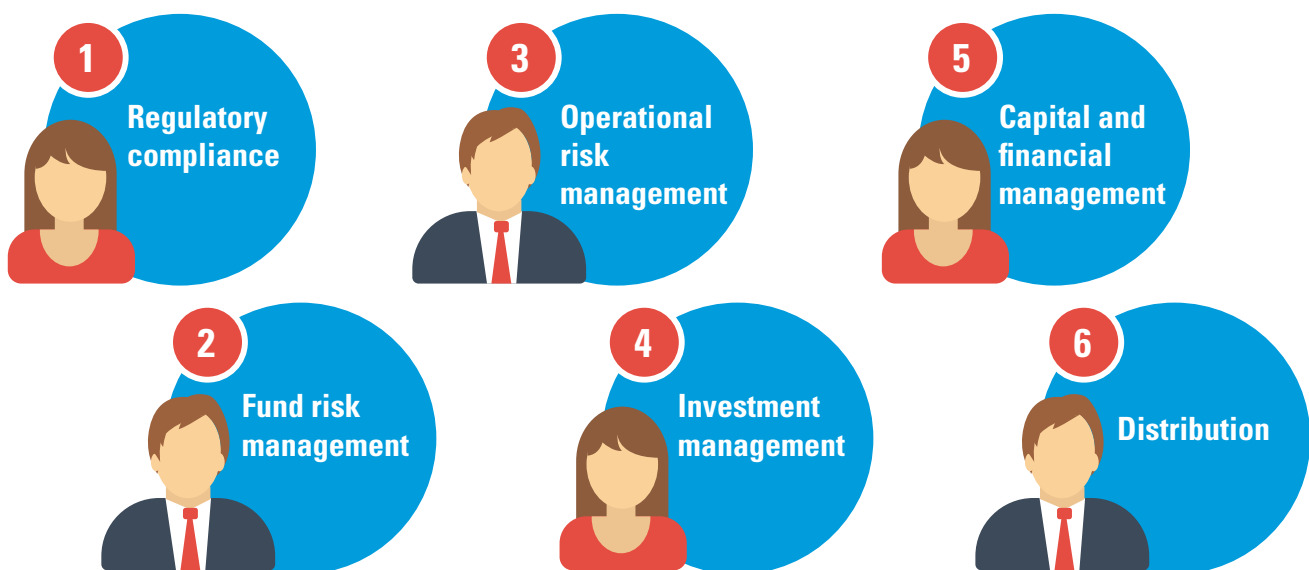 1
Regulatory
compliance
2
Fund risk
management
3
Operational
risk
management
4
Investment
management
5
Capital and
financial
management
6
Distribution